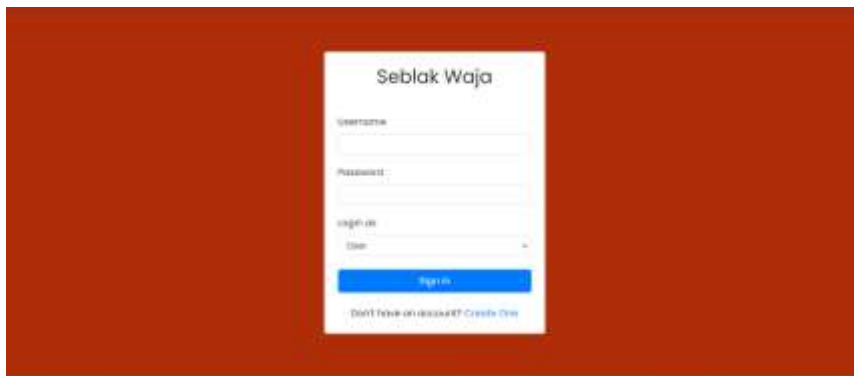 Seblak Waja
Username
Password
Login as
User
Sign in
Don't have an account? Create One